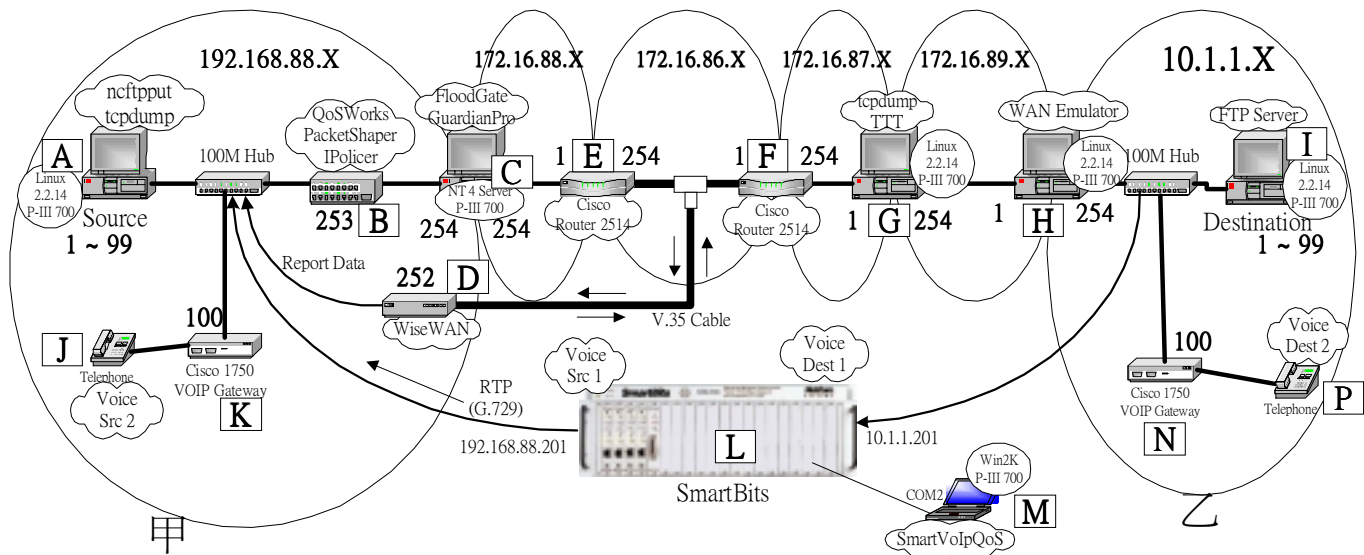 192.168.88.X
172.16.88.X
172.16.86.X
172.16.87.X
172.16.89.X
10.1.1.X
ncftpput
tcpdump
A
Linux
2.2.14
P-III 700
Source
1 ~ 99
100M Hub
QoSWorks
PacketShaper
IPolicer
253
B
FloodGate
GuardianPro
C
NT 4 Server
P-III 700
254
254
1
E
254
Cisco
Router 2514
1
F
254
Cisco
Router 2514
tcpdump
TTT
Linux
2.2.14
P-III 700
1
G
254
WAN Emulator
Linux
2.2.14
P-III 700
1
H
254
100M Hub
FTP Server
I
Linux
2.2.14
P-III 700
Destination
1 ~ 99
Report Data
252
D
WiseWAN
V.35 Cable
J
Telephone
Voice
Src 2
100
Cisco 1750
VOIP Gateway
K
RTP
(G.729)
192.168.88.201
Voice
Src 1
Voice
Dest 1
SmartBits
L
SmartBits
10.1.1.201
COM2
Win2K
P-III 700
M
SmartVoIpQoS
100
Cisco 1750
VOIP Gateway
N
Voice
Dest 2
Telephone
P
甲
乙